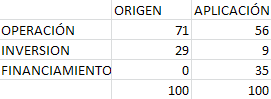 ORIGEN APLICACIÓN
OPERACIÓN 71 56
INVERSION 29 9
FINANCIAMIENTO 0 35
100 100